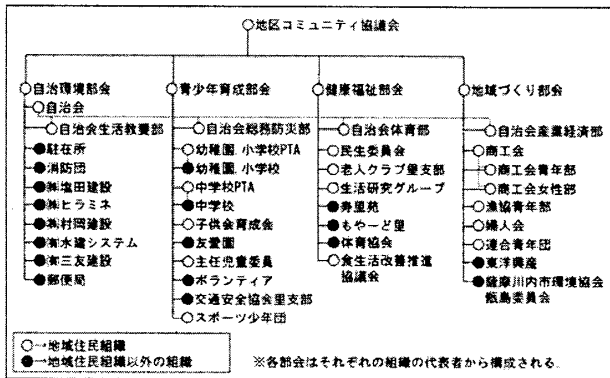 ○地区コミュニティ協議会
○自治環境部会
○自治会
○自治会生活教養部
●駐在所
●消防団
●㈱塩田建設
●㈱ヒラミネ
●㈱村岡建設
●㈲水建システム
●㈲三友建設
●郵便局
○青少年育成部会
○自治会総務防災部
○幼稚園,小学校PTA
●幼稚園,小学校
○中学校PTA
●中学校
○子供会育成会
●友愛園
○主任児童委員
●ボランティア
●交通安全協会里支部
○スポーツ少年団
○健康福祉部会
○自治会体育部
○民生委員会
○老人クラブ里支部
○生活研究グループ
●寿里苑
●もやーど里
●体育協会
○食生活改善推進
協議会
○地域づくり部会
○自治会産業経済部
○商工会
○商工会青年部
○商工会女性部
○漁協青年部
○婦人会
○連合青年団
●東洋興産
●薩摩川内市環境協会
甑島委員会
○→地域住民組織
●→地域住民組織以外の組織
※各部会はそれぞれの組織の代表者から構成される.